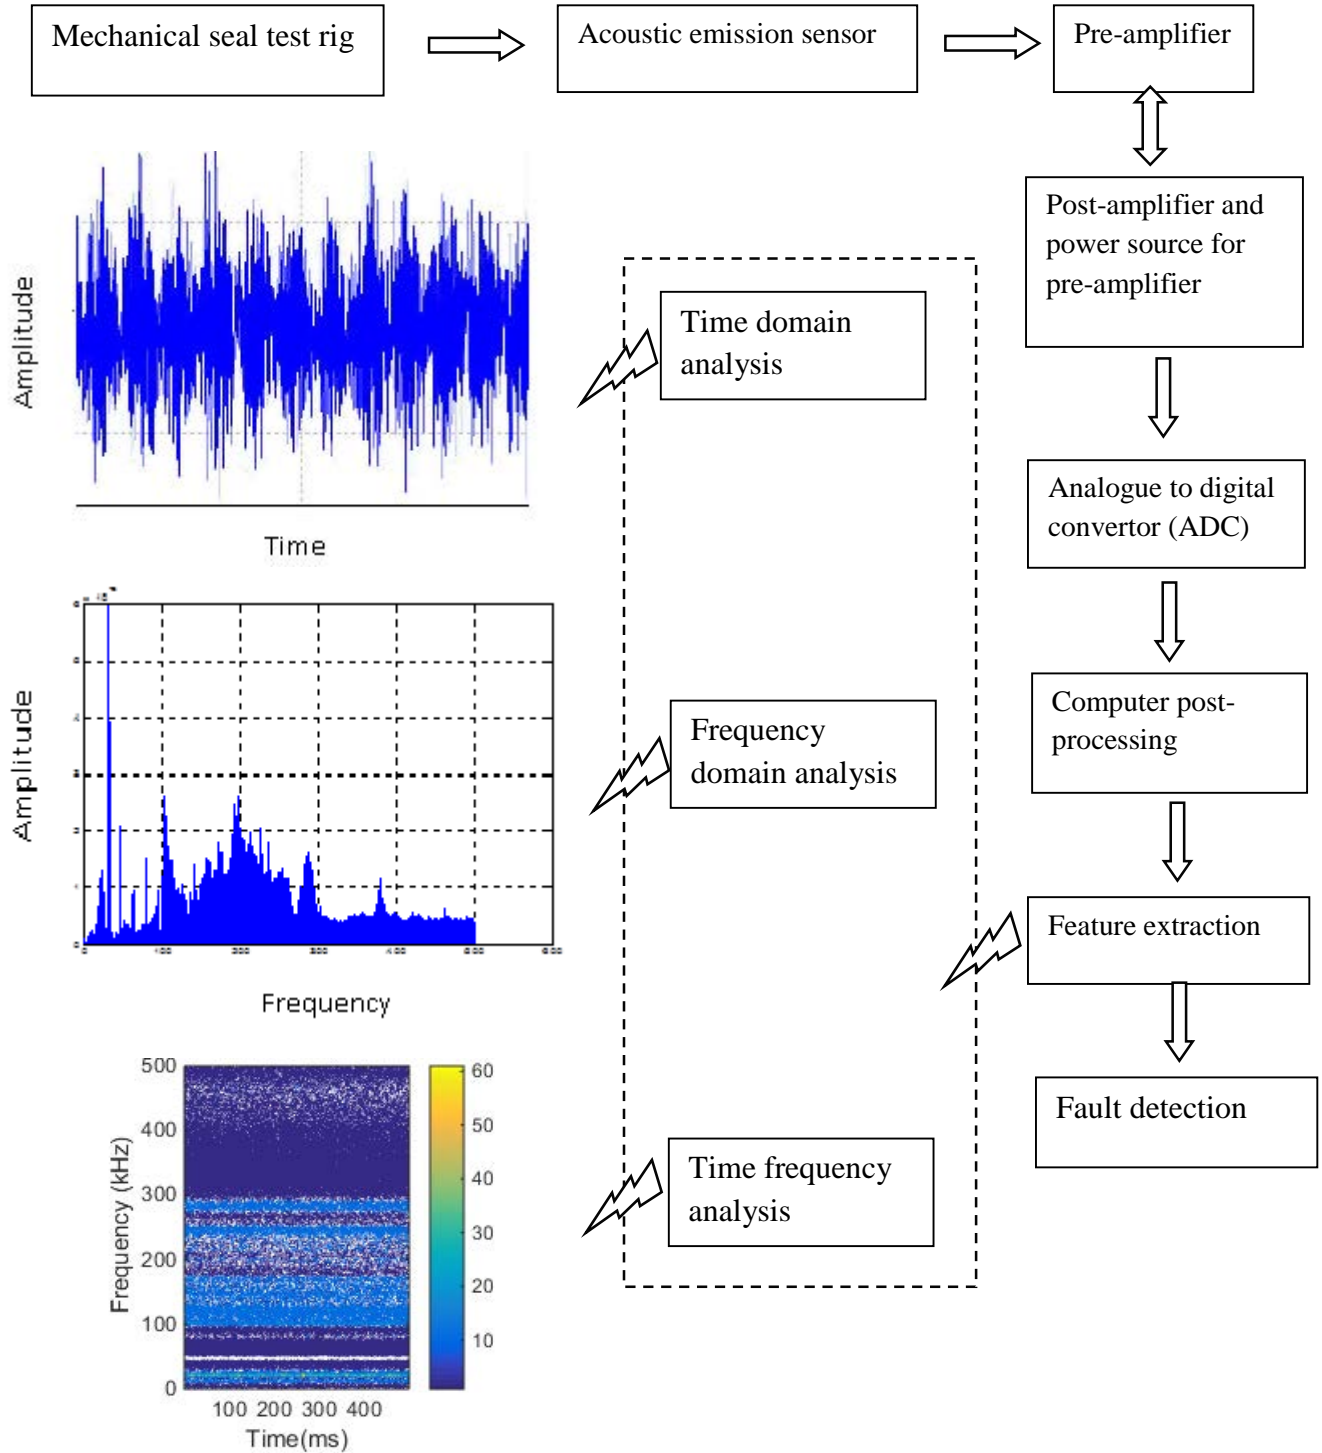 Mechanical seal test rig
Acoustic emission sensor
Pre-amplifier
Post-amplifier and
power source for
pre-amplifier
Time domain
analysis
Amplitude
Time
Analogue to digital
convertor (ADC)
Computer post-
processing
Frequency
domain analysis
Amplitude
100
300
Frequency
Feature extraction
Fault detection
Time frequency
analysis
500
400
300
200
100
0
Frequency (kHz)
100 200 300 400
Time(ms)
60
50
40
30
20
10